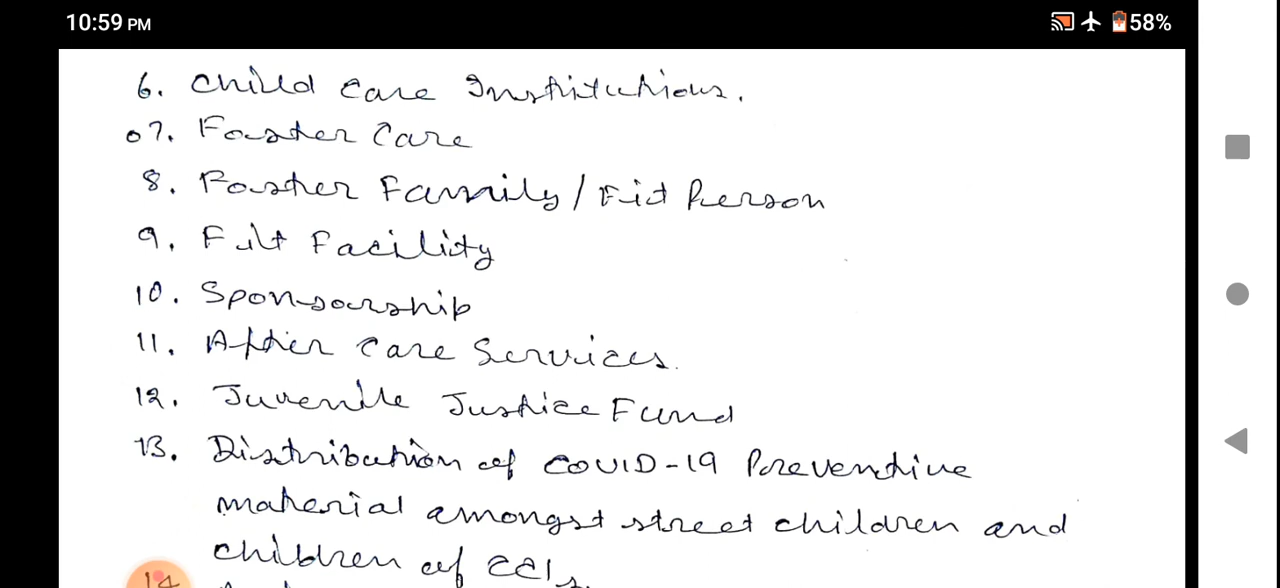 10:59 PM 58%
6. Child Care Institutions.
07. Foster Care
8. Foster Family / Fit Person
9. Fit Facility
10. Sponsorship
11. After Care Services.
12. Juvenile Justice Fund
13. Distribution of COVID-19 Preventive
material amongst street children and
children of CCIs
14